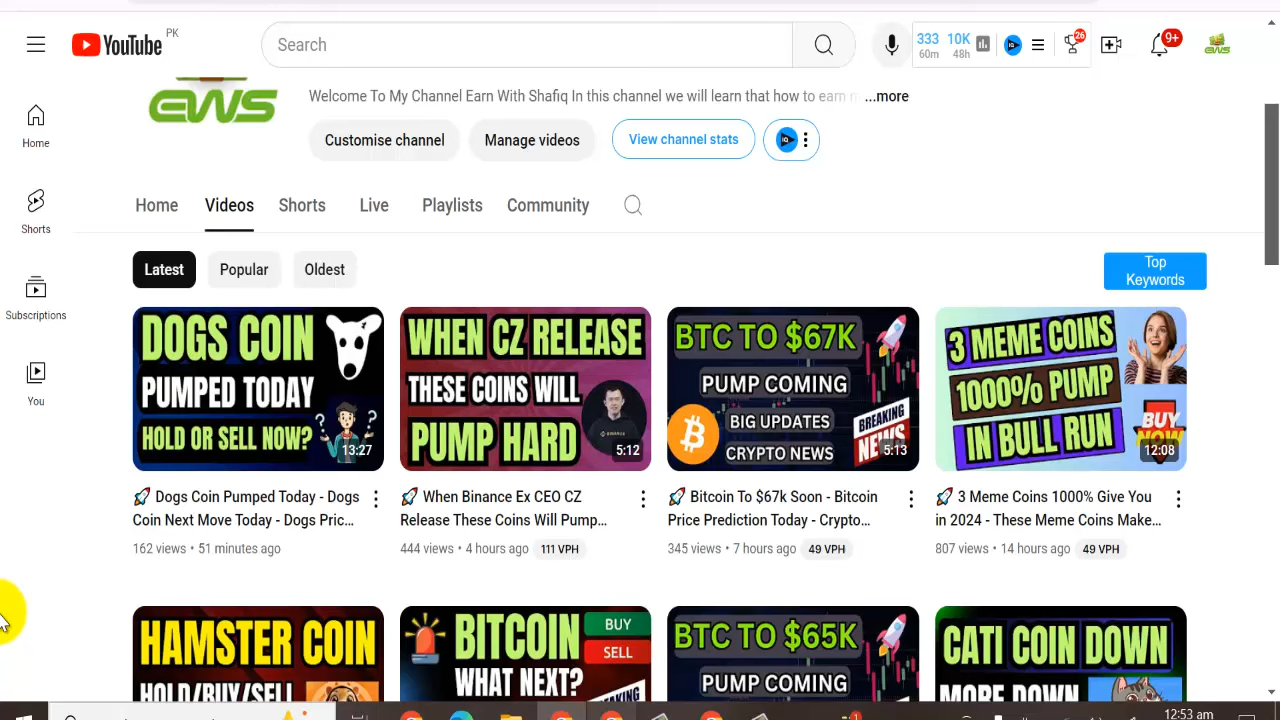 YouTube PK
Search
333 10K
60m 48h
26
9+
EWS
Home
Shorts
Subscriptions
You
EWS
Welcome To My Channel Earn With Shafiq In this channel we will learn that how to earn m ...more
Customise channel Manage videos View channel stats
Home Videos Shorts Live Playlists Community
Latest Popular Oldest
Top
Keywords
DOGS COIN
PUMPED TODAY
HOLD OR SELL NOW?
13:27
🚀 Dogs Coin Pumped Today - Dogs
Coin Next Move Today - Dogs Pric...
162 views • 51 minutes ago
WHEN CZ RELEASE
THESE COINS WILL
PUMP HARD
BINANCE
5:12
🚀 When Binance Ex CEO CZ
Release These Coins Will Pump...
444 views • 4 hours ago 111 VPH
BTC TO $67K
PUMP COMING
BIG UPDATES
CRYPTO NEWS
BREAKING
NEWS
5:13
🚀 Bitcoin To $67k Soon - Bitcoin
Price Prediction Today - Crypto...
345 views • 7 hours ago 49 VPH
3 MEME COINS
1000% PUMP
IN BULL RUN
BUY
NOW
12:08
🚀 3 Meme Coins 1000% Give You
in 2024 - These Meme Coins Make...
807 views • 14 hours ago 49 VPH
HAMSTER COIN
HOLD/BUY/SELL
BITCOIN
WHAT NEXT?
BUY
SELL
BTC TO $65K
PUMP COMING
CATI COIN DOWN
MORE DOWN
12:53 am